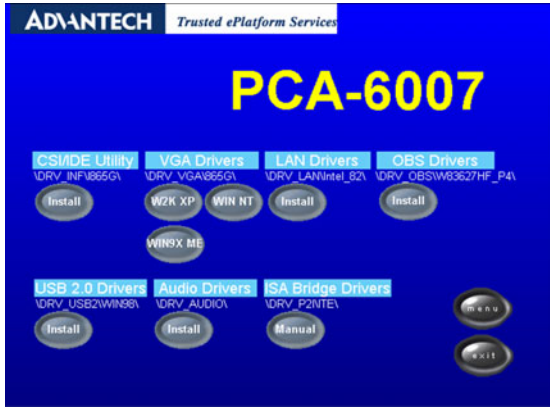 ADVANTECH Trusted ePlatform Services
PCA-6007
CSI/IDE Utility VGA Drivers LAN Drivers OBS Drivers
\DRV_INF\I865G\ \DRV_VGA\865G\ \DRV_LAN\Intel_82\ \DRV_OBS\W83627HF_P4\
Install W2K XP WIN NT Install Install
WIN9X ME
USB 2.0 Drivers Audio Drivers ISA Bridge Drivers
\DRV_USB2\WIN98\ \DRV_AUDIO\ \DRV_P2NTE\
Install Install Manual
menu
exit